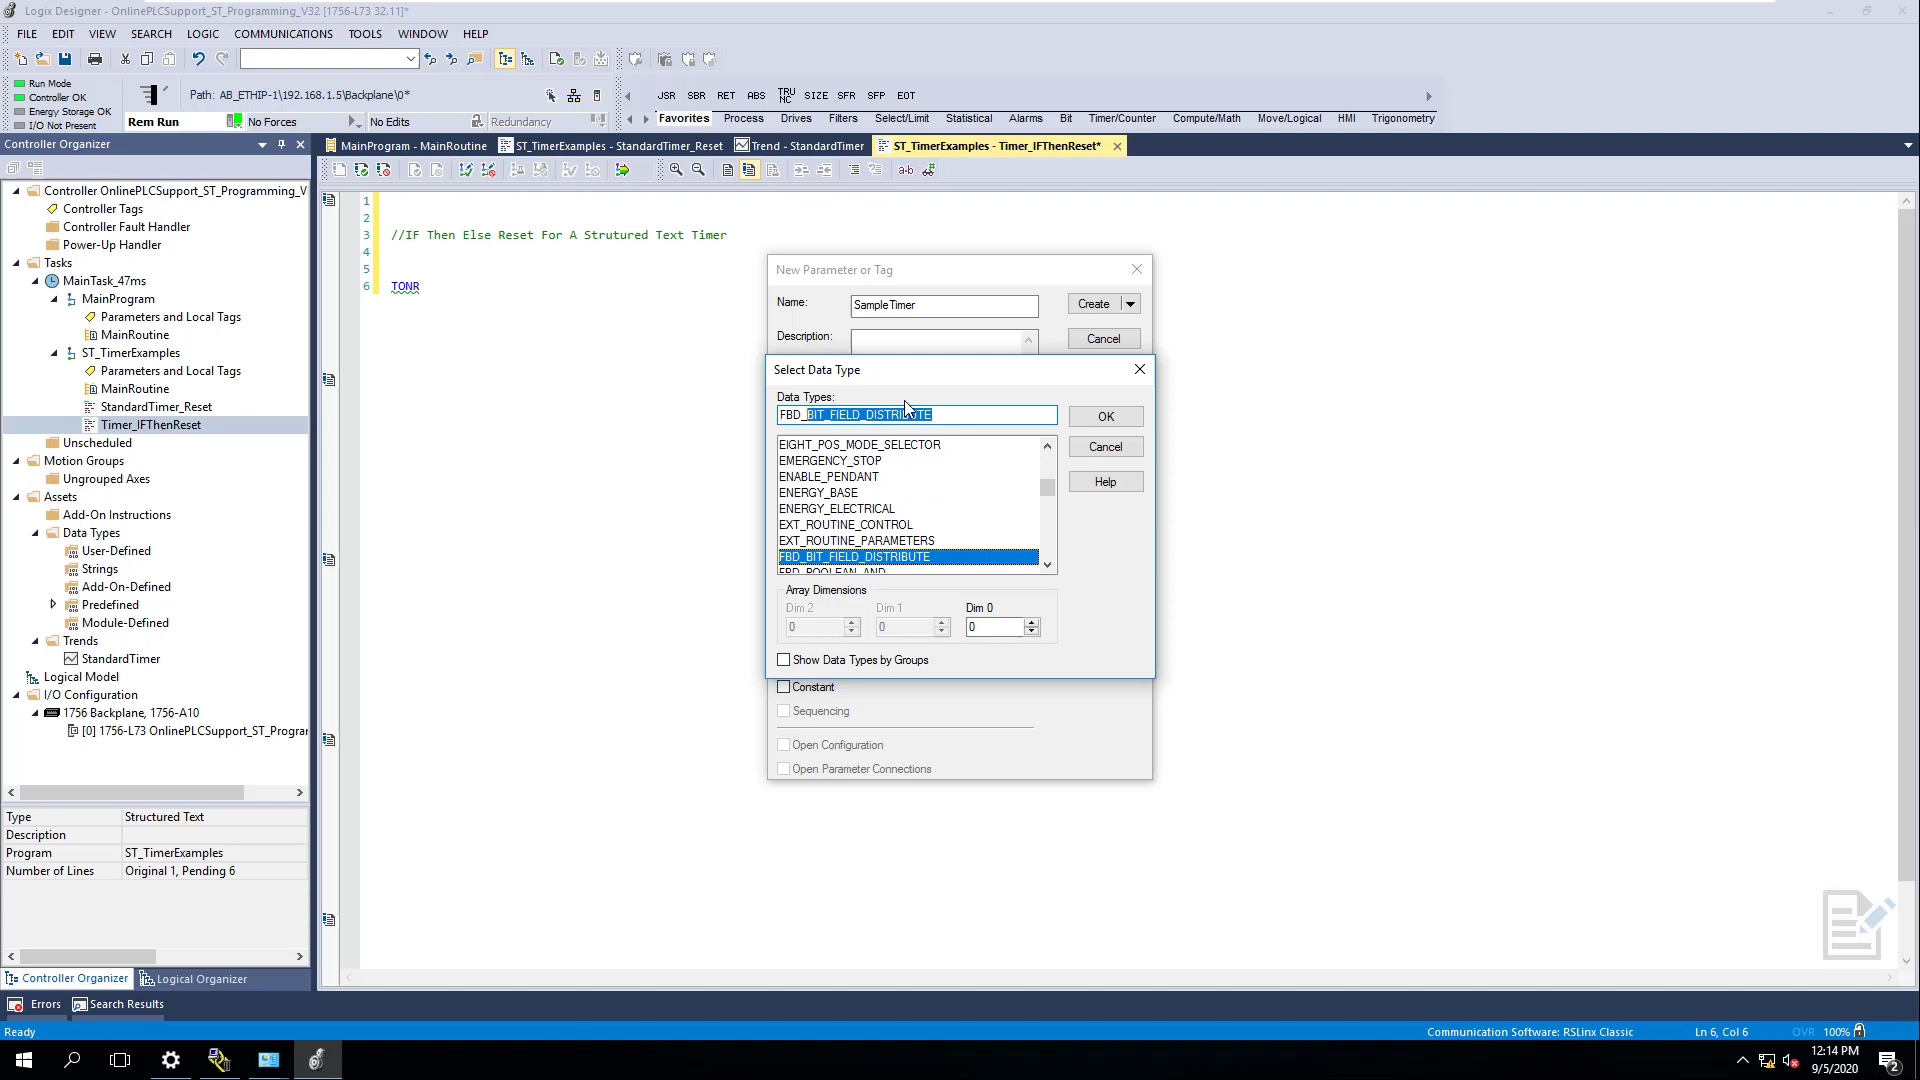 Logix Designer - OnlinePLCSupport_ST_Programming_V32 [1756-L73 32.11]*
FILE EDIT VIEW SEARCH LOGIC COMMUNICATIONS TOOLS WINDOW HELP
Run Mode
Controller OK
Energy Storage OK
I/O Not Present
Path: AB_ETHIP-1\192.168.1.5\Backplane\0*
Rem Run No Forces No Edits Redundancy
JSR SBR RET ABS TRUNC SIZE SFR SFP EOT
Favorites Process Drives Filters Select/Limit Statistical Alarms Bit Timer/Counter Compute/Math Move/Logical HMI Trigonometry
Controller Organizer
MainProgram - MainRoutine ST_TimerExamples - StandardTimer_Reset Trend - StandardTimer ST_TimerExamples - Timer_IFThenReset*
Controller OnlinePLCSupport_ST_Programming_V
Controller Tags
Controller Fault Handler
Power-Up Handler
Tasks
MainTask_47ms
MainProgram
Parameters and Local Tags
MainRoutine
ST_TimerExamples
Parameters and Local Tags
MainRoutine
StandardTimer_Reset
Timer_IFThenReset
Unscheduled
Motion Groups
Ungrouped Axes
Assets
Add-On Instructions
Data Types
User-Defined
Strings
Add-On-Defined
Predefined
Module-Defined
Trends
StandardTimer
Logical Model
I/O Configuration
1756 Backplane, 1756-A10
[0] 1756-L73 OnlinePLCSupport_ST_Prograr
Type Structured Text
Description
Program ST_TimerExamples
Number of Lines Original 1, Pending 6
Controller Organizer Logical Organizer
1
2
3 //IF Then Else Reset For A Strutured Text Timer
4
5
6 TONR
a-b
New Parameter or Tag
Name: SampleTimer
Create
Description:
Cancel
Select Data Type
Data Types:
FBD_BIT_FIELD_DISTRIBUTE
OK
EIGHT_POS_MODE_SELECTOR
EMERGENCY_STOP
ENABLE_PENDANT
ENERGY_BASE
ENERGY_ELECTRICAL
EXT_ROUTINE_CONTROL
EXT_ROUTINE_PARAMETERS
FBD_BIT_FIELD_DISTRIBUTE
FBD_BOOLEAN_AND
Cancel
Help
Array Dimensions
Dim 2 Dim 1 Dim 0
0 0 0
Show Data Types by Groups
Constant
Sequencing
Open Configuration
Open Parameter Connections
Errors Search Results
Ready
Communication Software: RSLinx Classic Ln 6, Col 6 OVR 100%
12:14 PM
9/5/2020
2